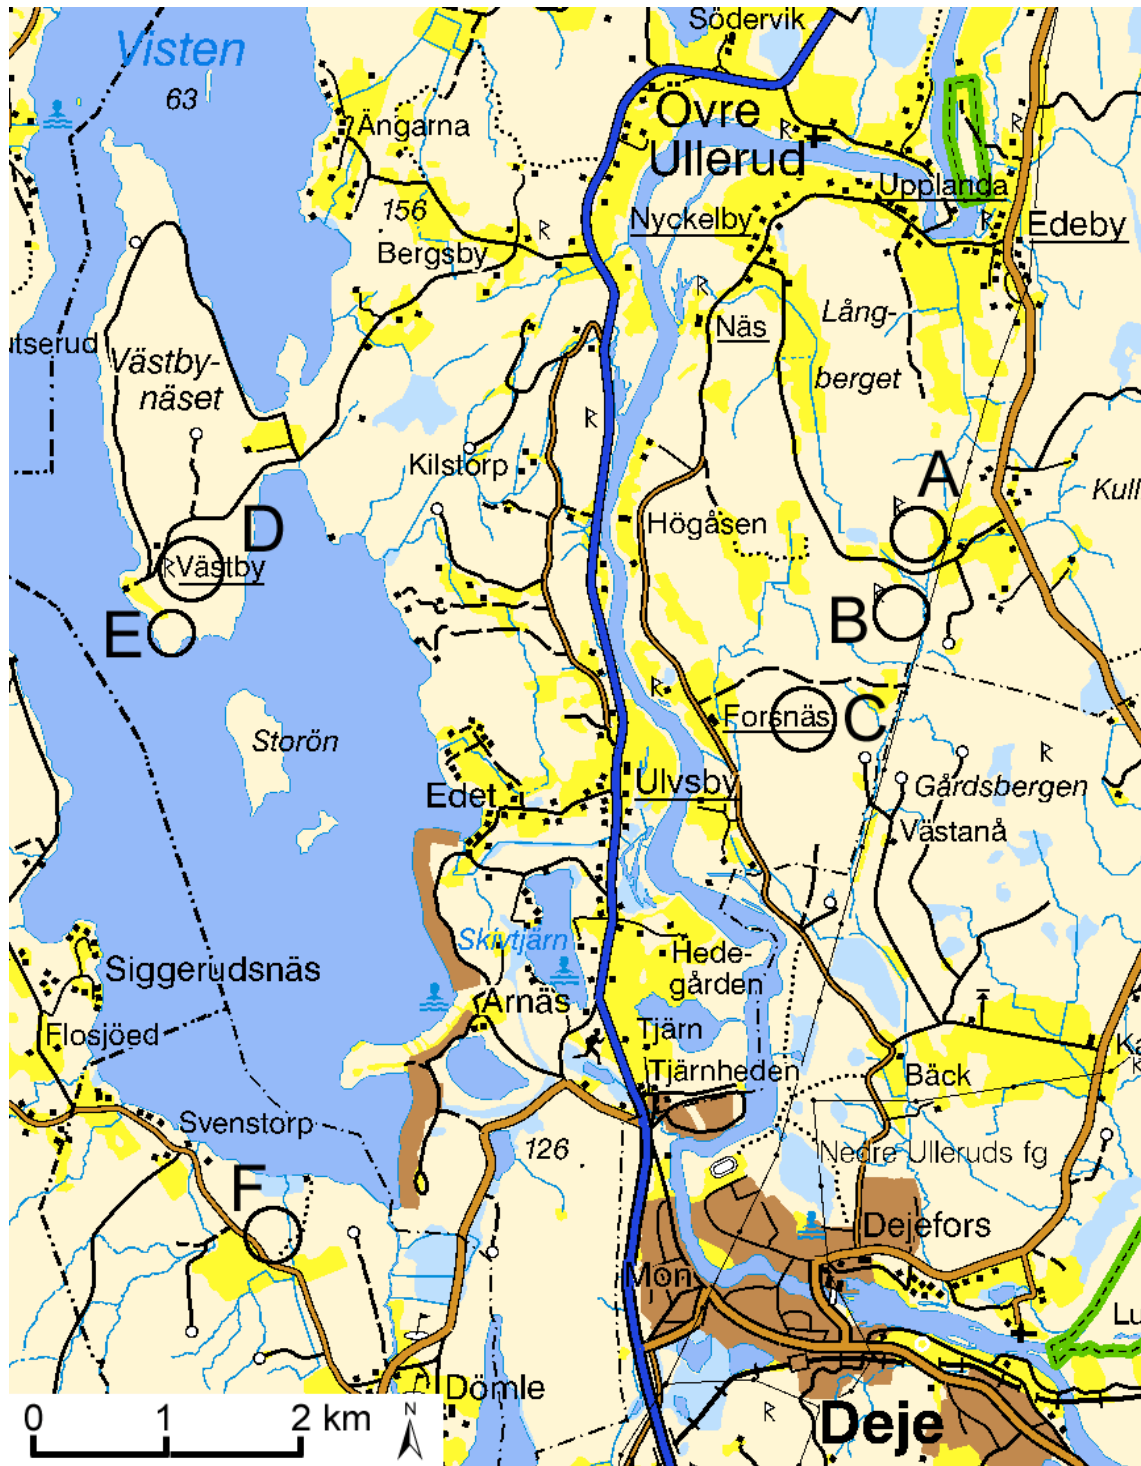 Visten
63
Södervik
Ängarna
Övre
Ullerud
156
Bergsby
Nyckelby
Upplanda
Edeby
utserud
Västby-
näset
Näs
Lång-
berget
Kilstorp
A
Kull
D
Högåsen
Västby
E
B
Forsnäs
C
Storön
Edet
Ulvsby
Gårdsbergen
Västanå
Skivtjärn
Hede-
gården
Siggerudsnäs
Arnäs
Flosjöed
Tjärn
Tjärnheden
Bäck
Svenstorp
126
Nedre Ulleruds fg
F
Dejefors
Mon
Lu
Dömle
Deje
0 1 2 km
N